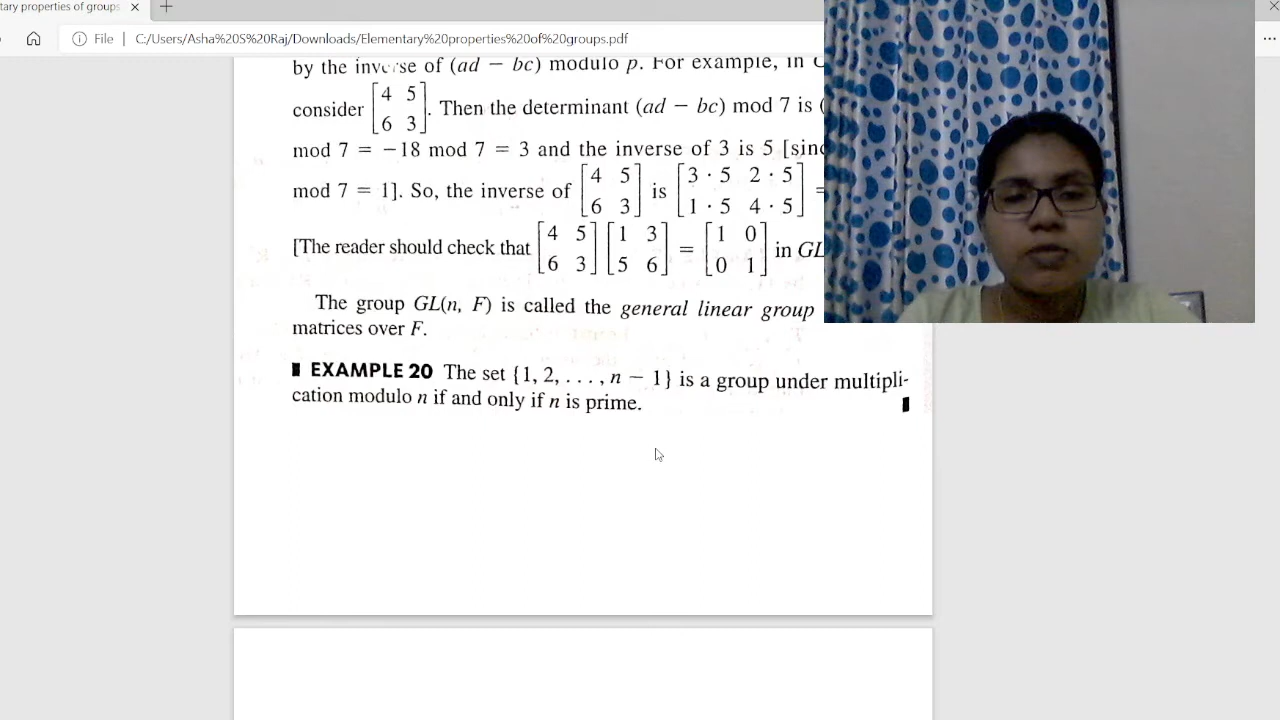 tary properties of groups
File | C:/Users/Asha%20S%20Raj/Downloads/Elementary%20properties%20of%20groups.pdf
by the inverse of (ad − bc) modulo p. For example, in
consider [4 5; 6 3]. Then the determinant (ad − bc) mod 7 is (
mod 7 = −18 mod 7 = 3 and the inverse of 3 is 5 [sinc
mod 7 = 1]. So, the inverse of [4 5; 6 3] is [3 · 5 2 · 5; 1 · 5 4 · 5] =
[The reader should check that [4 5; 6 3] [1 3; 5 6] = [1 0; 0 1] in GL
The group GL(n, F) is called the general linear group
matrices over F.
EXAMPLE 20 The set {1, 2, . . . , n − 1} is a group under multipli-
cation modulo n if and only if n is prime.